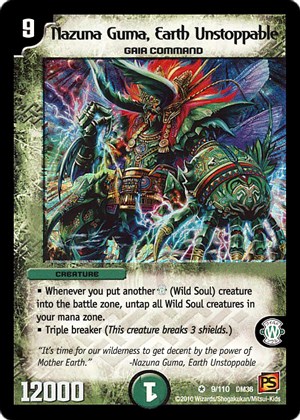 9
Nazuna Guma, Earth Unstoppable
GAIA COMMAND
CREATURE
Whenever you put another (Wild Soul) creature
into the battle zone, untap all Wild Soul creatures in
your mana zone.
Triple breaker (This creature breaks 3 shields.)
"It's time for our wilderness to get decent by the power of
Mother Earth".
-Nazuna Guma, Earth Unstoppable
W
12000
1
9/110 DM36
©2010 Wizards/Shogakukan/Mitsui-Kids
PS